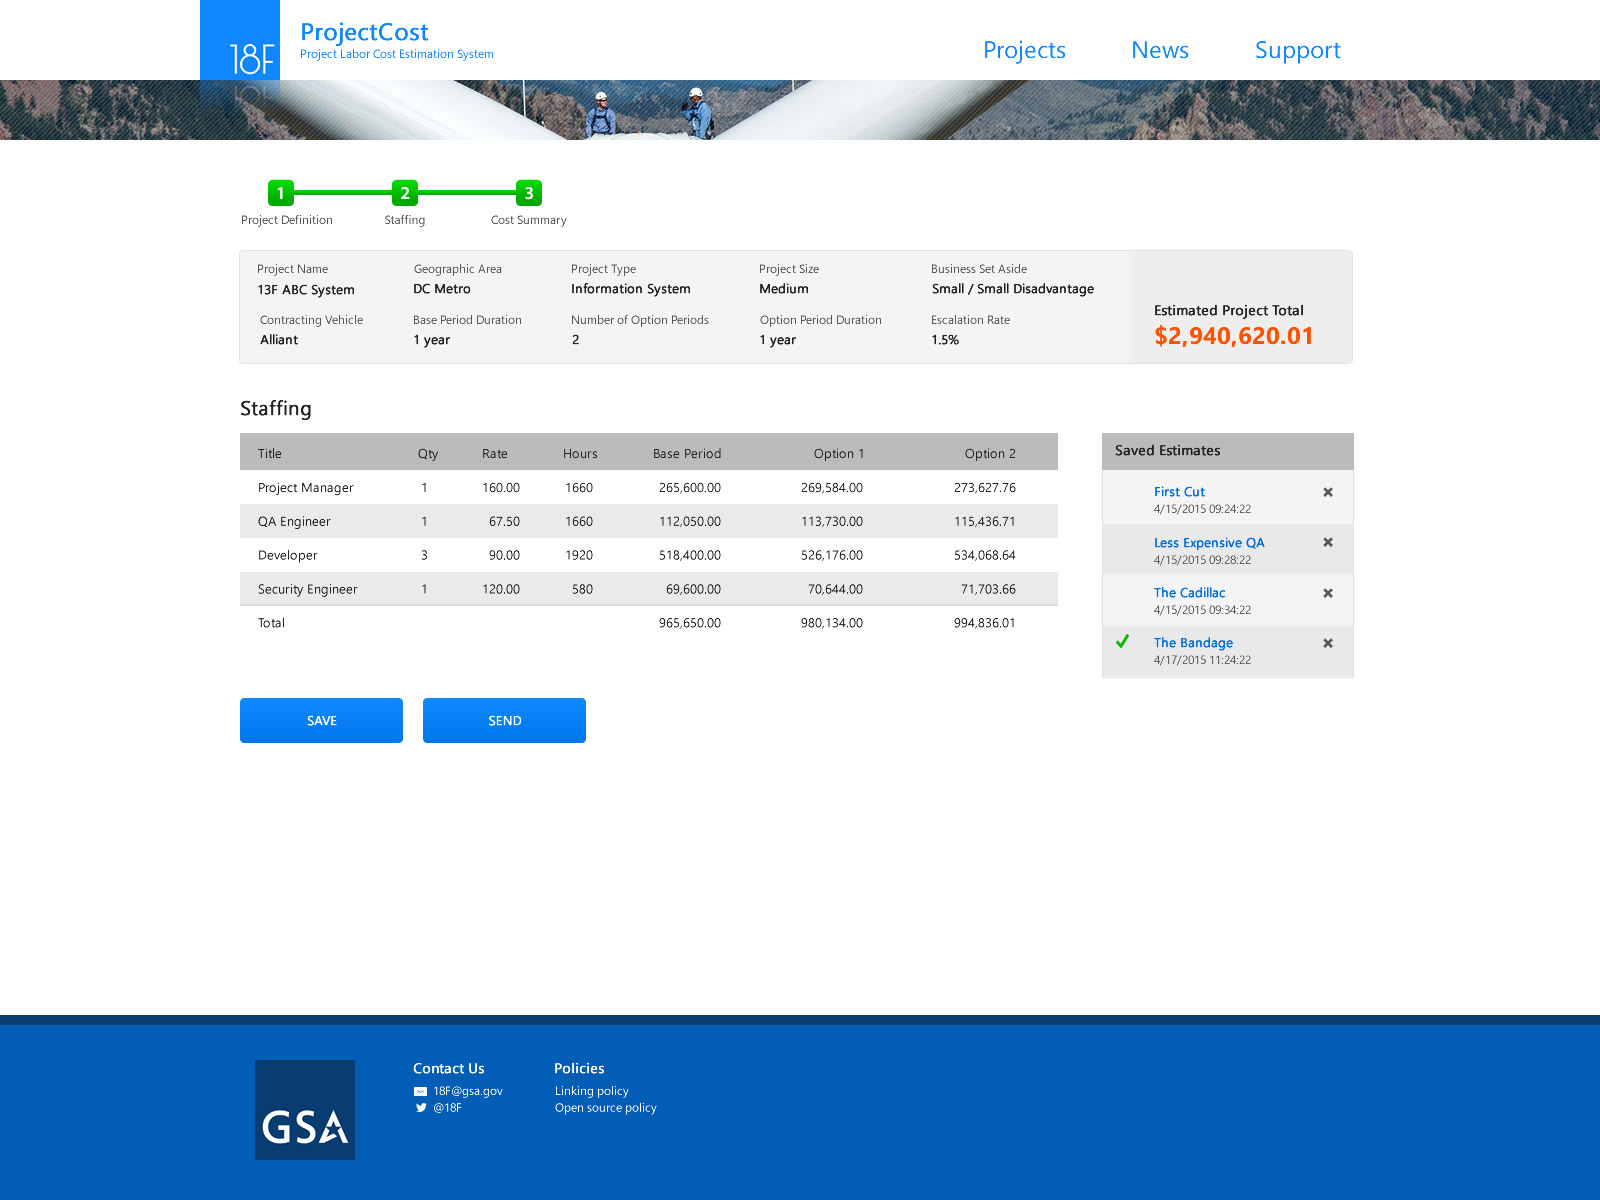 18F
ProjectCost
Project Labor Cost Estimation System
Projects News Support
1 2 3
Project Definition Staffing Cost Summary
Project Name Geographic Area Project Type Project Size Business Set Aside
13F ABC System DC Metro Information System Medium Small / Small Disadvantage
Contracting Vehicle Base Period Duration Number of Option Periods Option Period Duration Escalation Rate
Alliant 1 year 2 1 year 1.5%
Estimated Project Total
$2,940,620.01
Staffing
Title Qty Rate Hours Base Period Option 1 Option 2
Project Manager 1 160.00 1660 265,600.00 269,584.00 273,627.76
QA Engineer 1 67.50 1660 112,050.00 113,730.00 115,436.71
Developer 3 90.00 1920 518,400.00 526,176.00 534,068.64
Security Engineer 1 120.00 580 69,600.00 70,644.00 71,703.66
Total 965,650.00 980,134.00 994,836.01
Saved Estimates
First Cut
4/15/2015 09:24:22
Less Expensive QA
4/15/2015 09:28:22
The Cadillac
4/15/2015 09:34:22
The Bandage
4/17/2015 11:24:22
SAVE SEND
GSA
Contact Us
18F@gsa.gov
@18F
Policies
Linking policy
Open source policy